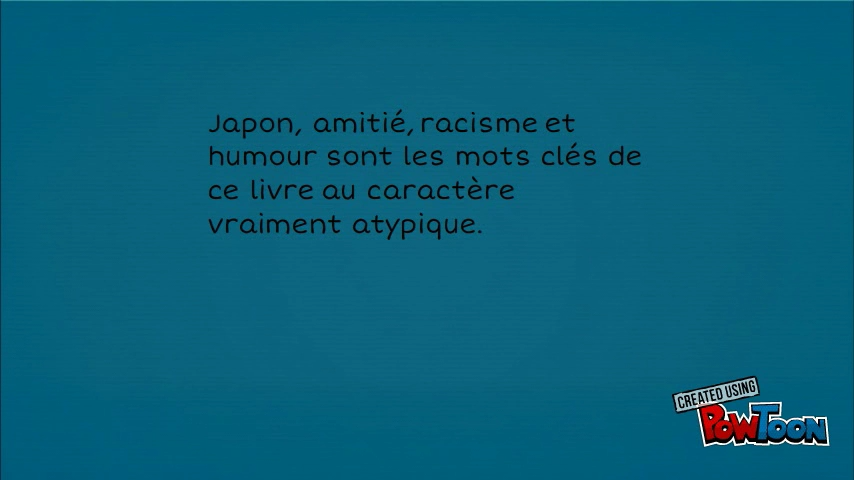 Japon, amitié, racisme et
humour sont les mots clés de
ce livre au caractère
vraiment atypique.
CREATED USING
POWTOON